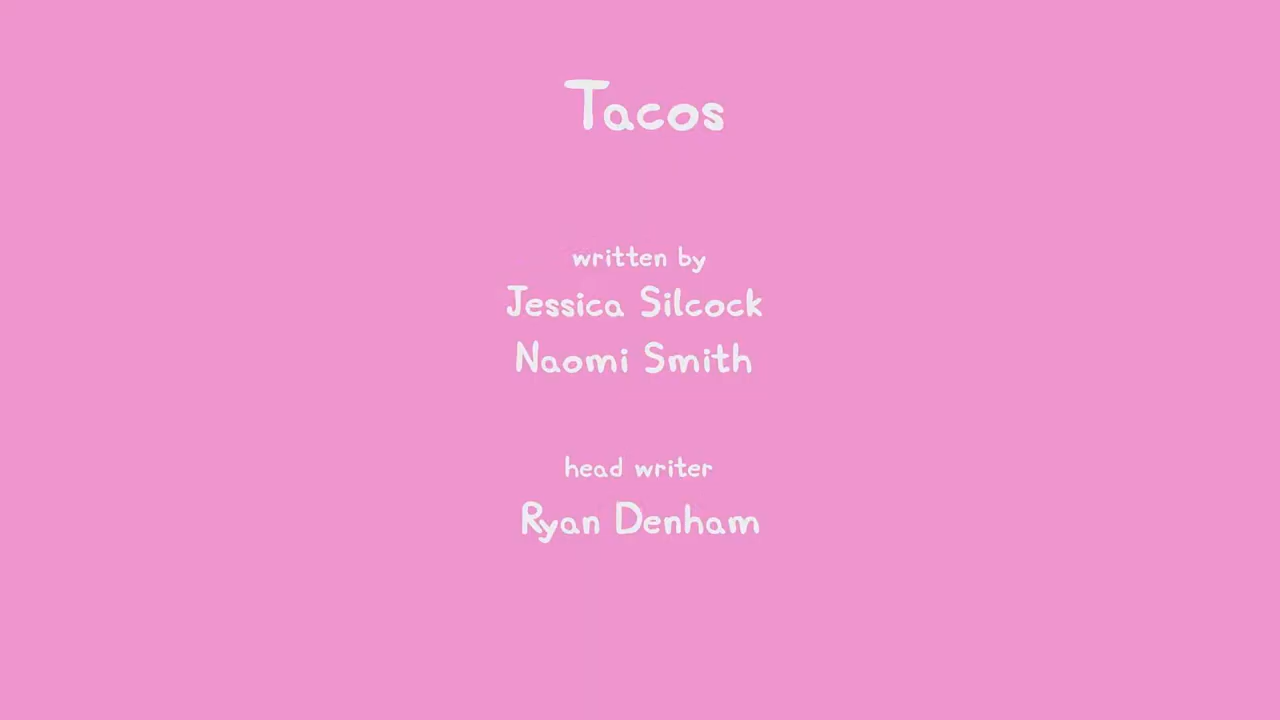 Tacos
written by
Jessica Silcock
Naomi Smith
head writer
Ryan Denham